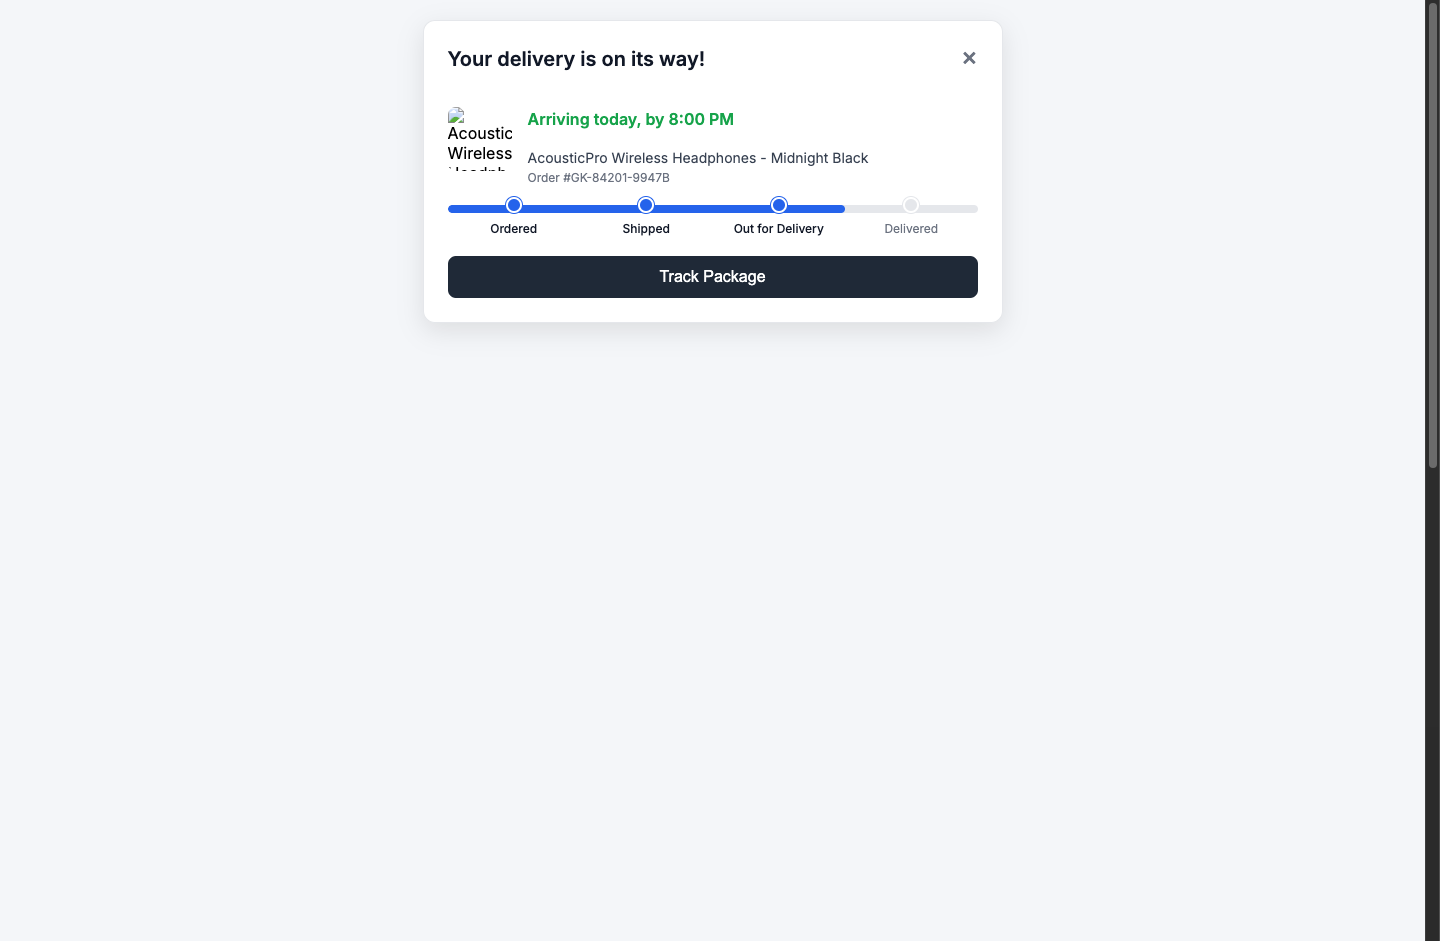 Your delivery is on its way!
Acoustic
Wireless
Arriving today, by 8:00 PM
AcousticPro Wireless Headphones - Midnight Black
Order #GK-84201-9947B
Ordered
Shipped
Out for Delivery
Delivered
Track Package